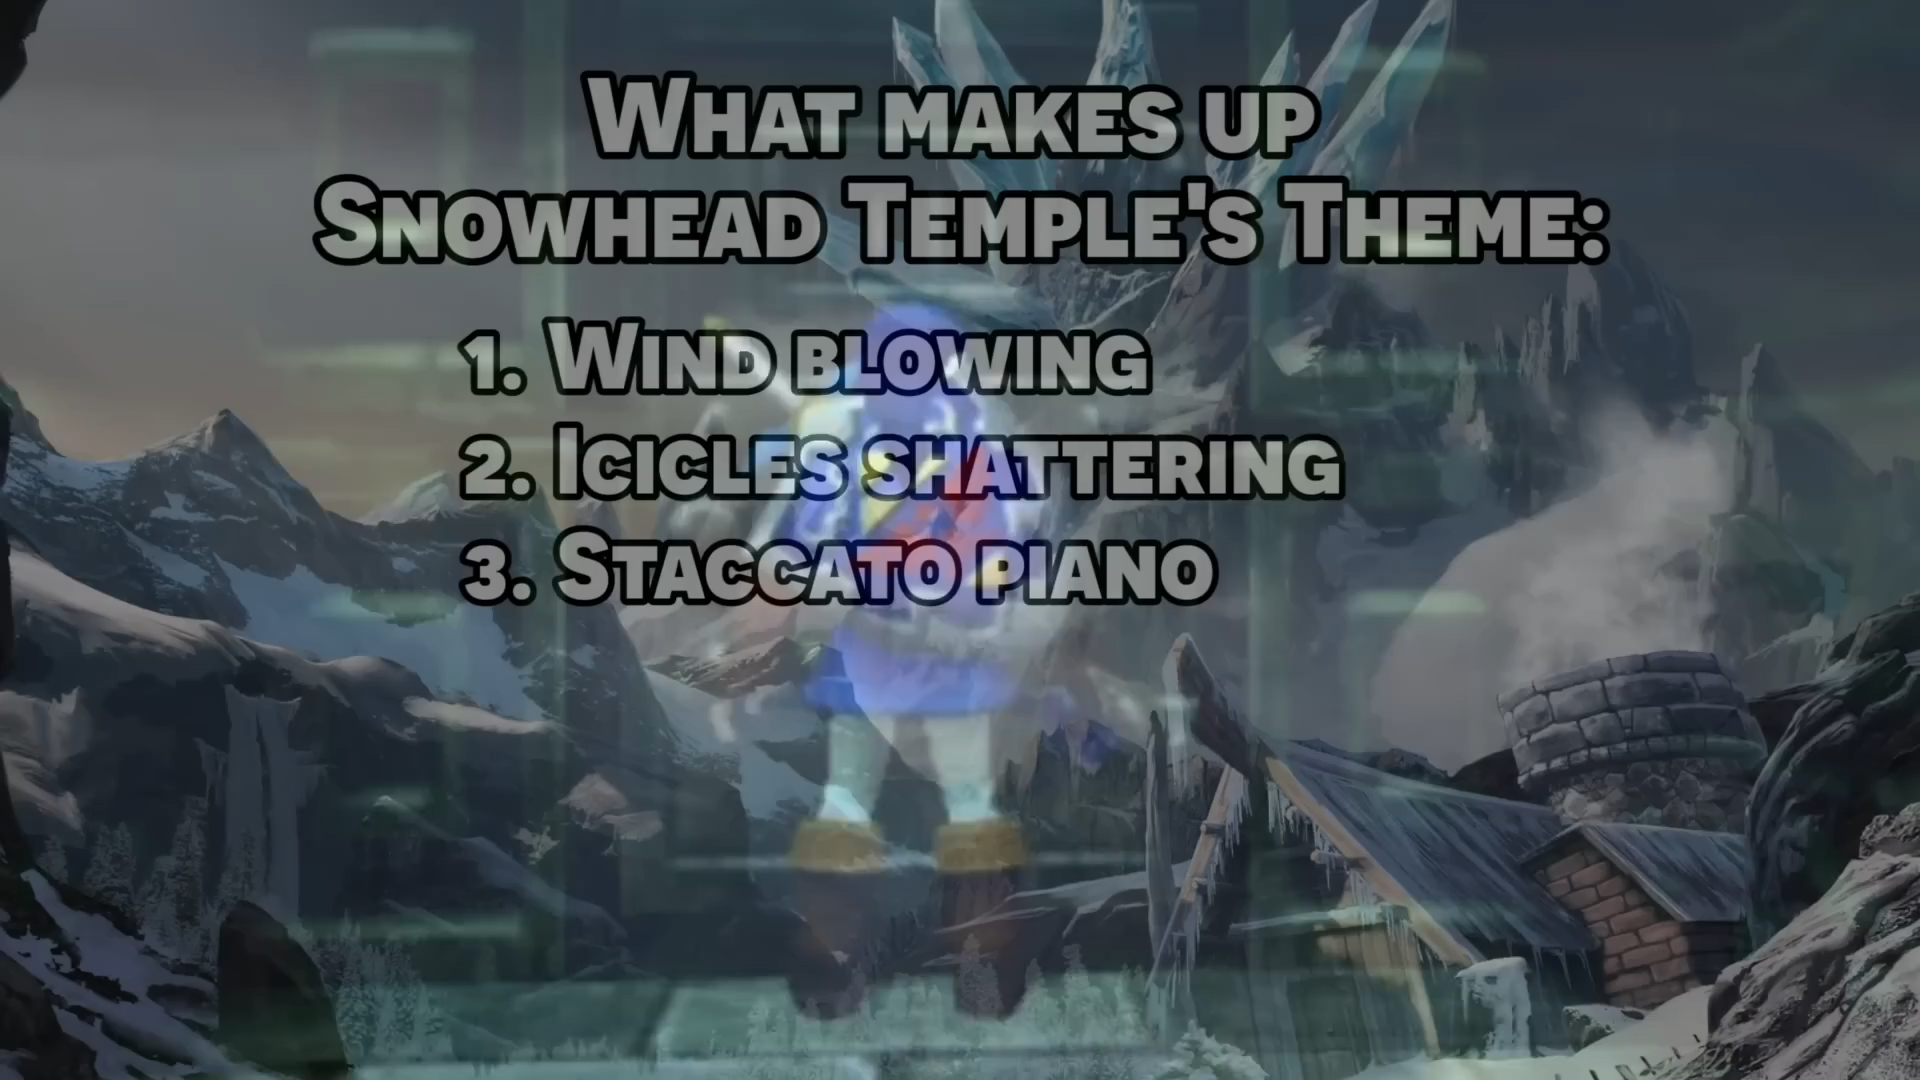 What makes up
Snowhead Temple's Theme:
1. Wind blowing
2. Icicles shattering
3. Staccato piano